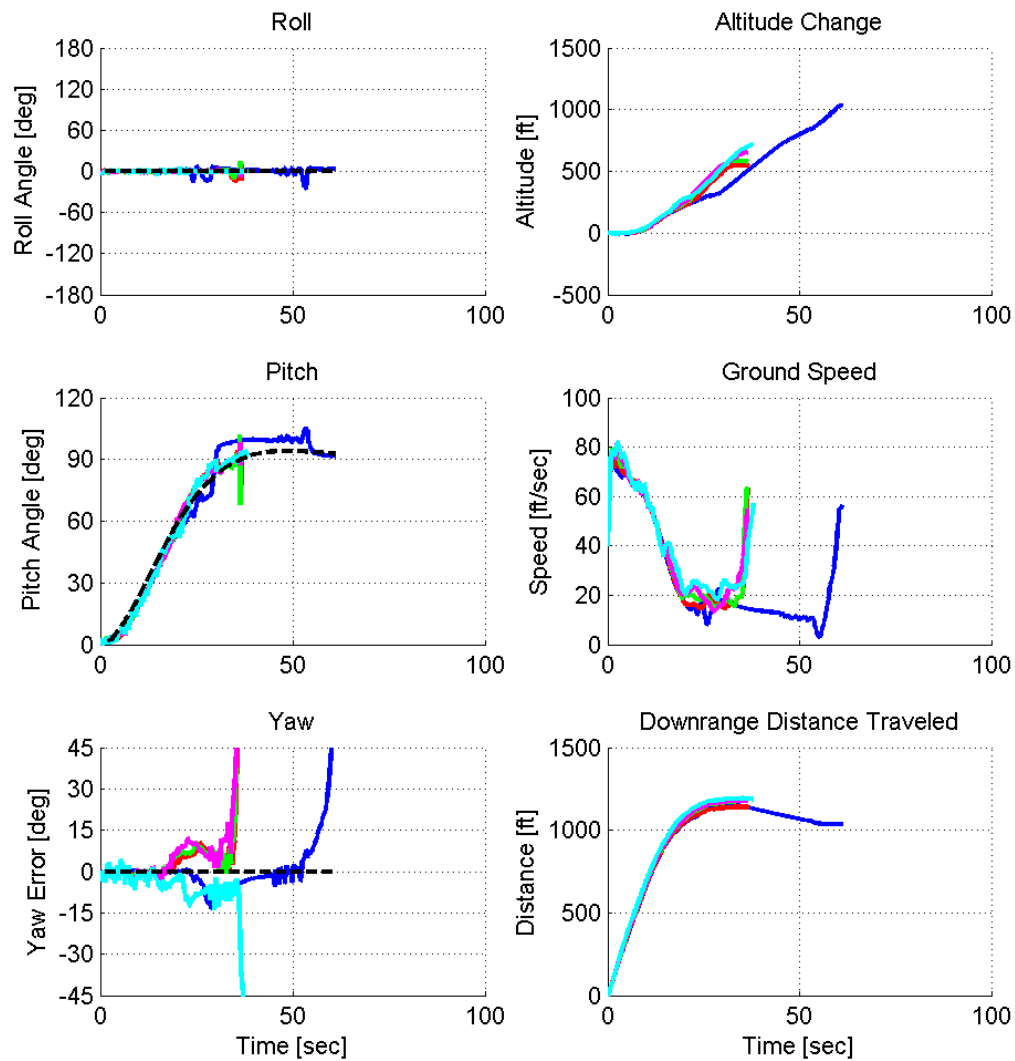 Roll
180
120
60
0
-60
-120
-180
Roll Angle [deg]
0 50 100
Altitude Change
1500
1000
500
0
-500
Altitude [ft]
0 50 100
Pitch
120
90
60
30
0
Pitch Angle [deg]
0 50 100
Ground Speed
100
80
60
40
20
0
Speed [ft/sec]
0 50 100
Yaw
45
30
15
0
-15
-30
-45
Yaw Error [deg]
0 50 100
Time [sec]
Downrange Distance Traveled
1500
1000
500
0
Distance [ft]
0 50 100
Time [sec]